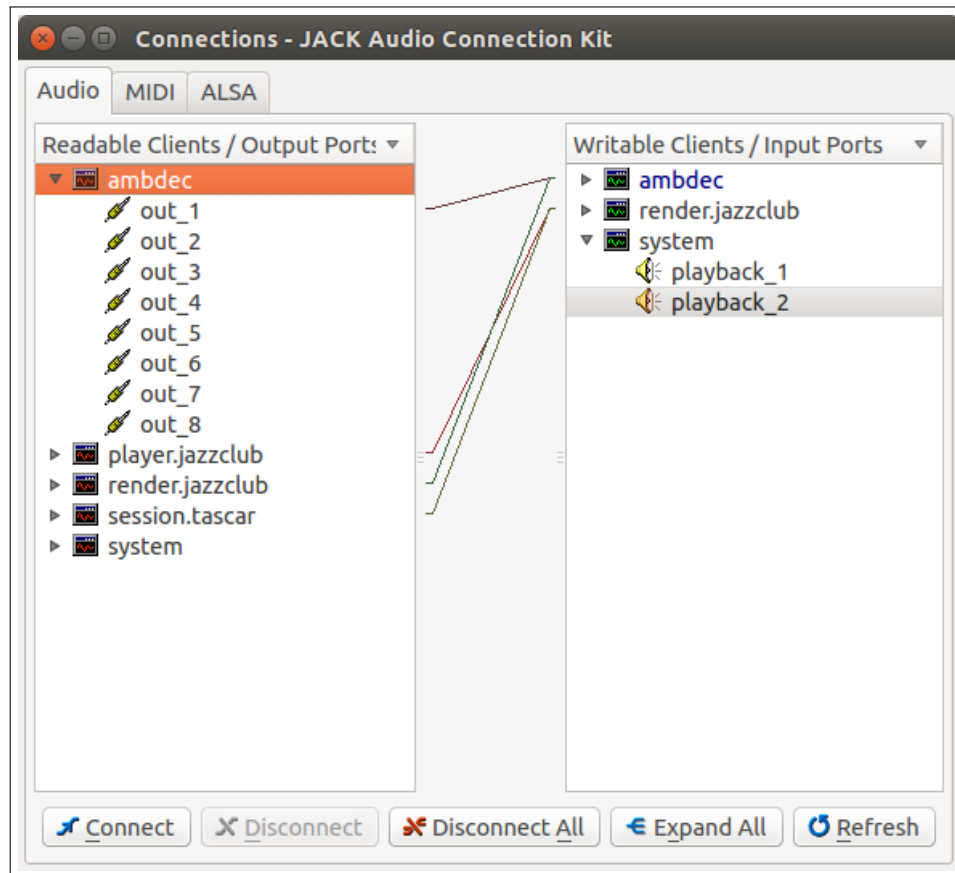 Connections - JACK Audio Connection Kit
Audio MIDI ALSA
Readable Clients / Output Ports
ambdec
out_1
out_2
out_3
out_4
out_5
out_6
out_7
out_8
player.jazzclub
render.jazzclub
session.tascar
system
Writable Clients / Input Ports
ambdec
render.jazzclub
system
playback_1
playback_2
Connect Disconnect Disconnect All Expand All Refresh